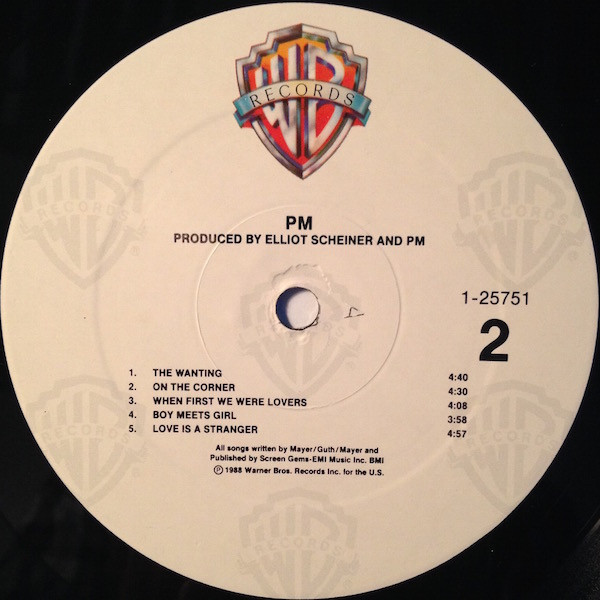 WB
RECORDS
PM
PRODUCED BY ELLIOT SCHEINER AND PM
1-25751
2
1. THE WANTING 4:40
2. ON THE CORNER 4:30
3. WHEN FIRST WE WERE LOVERS 4:08
4. BOY MEETS GIRL 3:58
5. LOVE IS A STRANGER 4:57
All songs written by Mayer/Guth/Mayer and
Published by Screen Gems-EMI Music Inc. BMI
℗1988 Warner Bros. Records Inc. for the U.S.